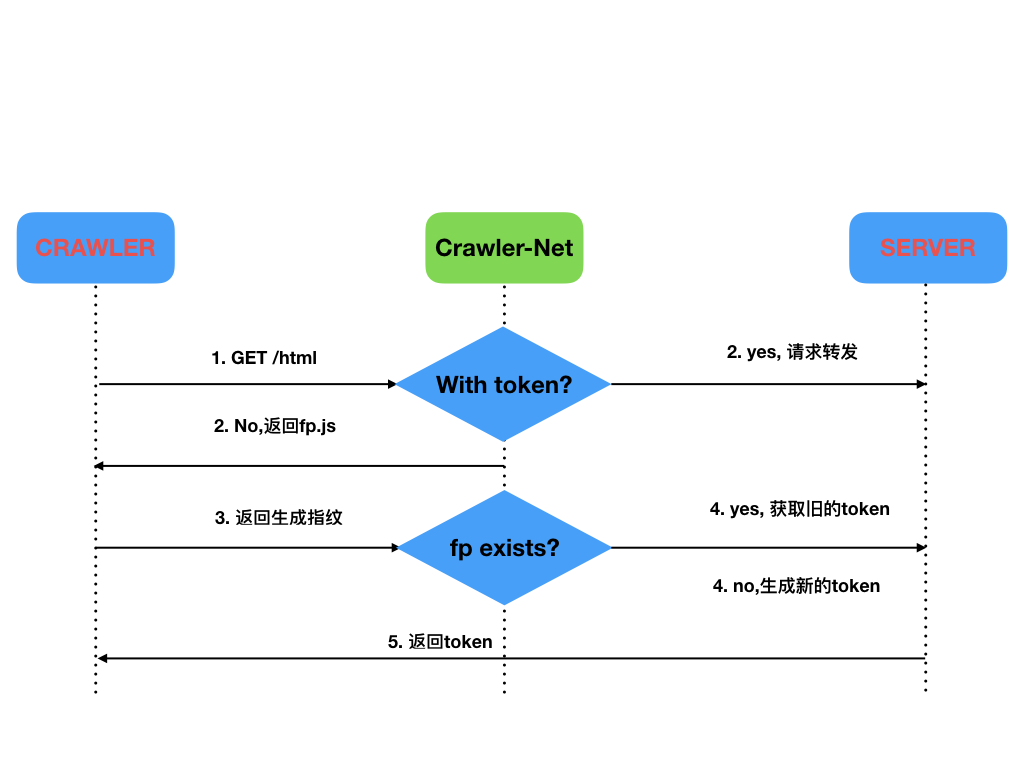 CRAWLER
Crawler-Net
SERVER
1. GET /html
2. yes, 请求转发
With token?
2. No,返回fp.js
3. 返回生成指纹
4. yes, 获取旧的token
fp exists?
4. no,生成新的token
5. 返回token